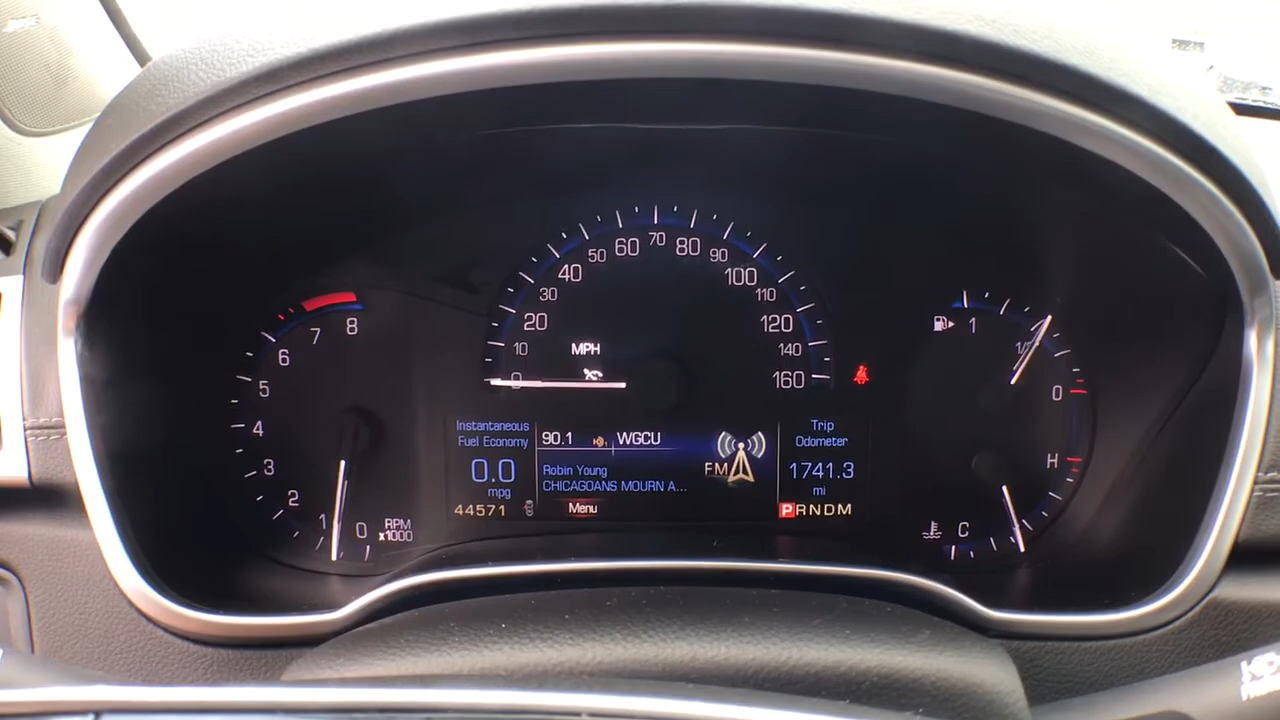 70
60
80
50
90
40
100
30
110
20
120
10
MPH
140
0
160
8
7
6
5
4
3
2
1
0
RPM
x1000
1
0
H
C
Instantaneous
Fuel Economy
0.0
mpg
44571
90.1 WGCU
Robin Young
CHICAGOANS MOURN A...
FM
Menu
Trip
Odometer
1741.3
mi
PRNDM